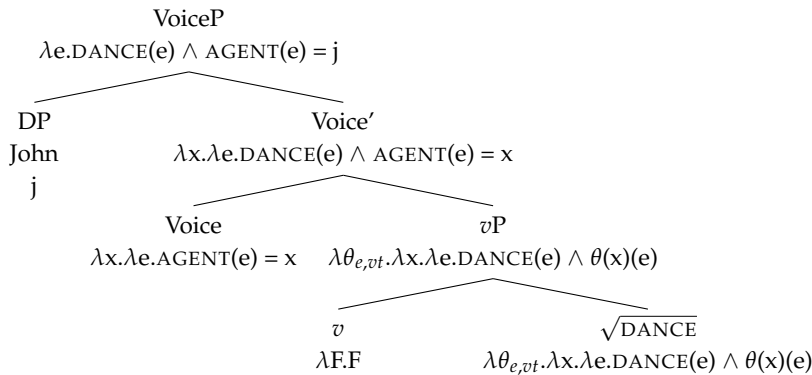 VoiceP
λe.DANCE(e) ∧ AGENT(e) = j
DP Voice’
John λx.λe.DANCE(e) ∧ AGENT(e) = x
j
Voice vP
λx.λe.AGENT(e) = x λθe,vt.λx.λe.DANCE(e) ∧ θ(x)(e)
v √DANCE
λF.F λθe,vt.λx.λe.DANCE(e) ∧ θ(x)(e)